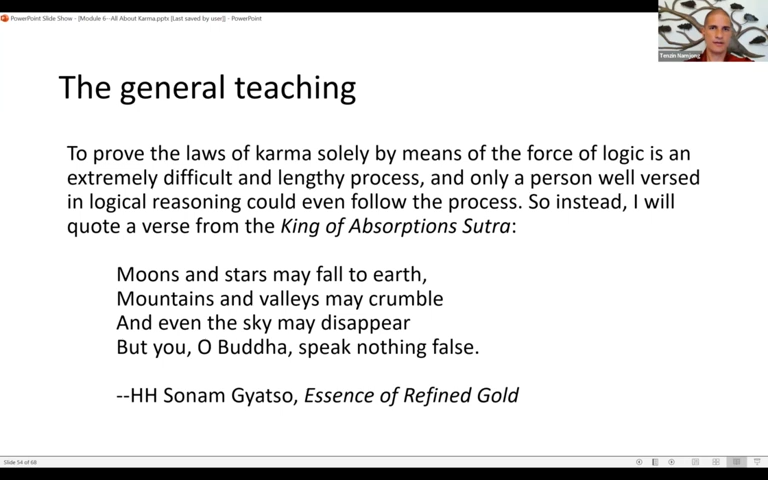 PowerPoint Slide Show - [Module 6--All About Karma.pptx [Last saved by user]] - PowerPoint
Tenzin Namjong
The general teaching
To prove the laws of karma solely by means of the force of logic is an
extremely difficult and lengthy process, and only a person well versed
in logical reasoning could even follow the process. So instead, I will
quote a verse from the King of Absorptions Sutra:
Moons and stars may fall to earth,
Mountains and valleys may crumble
And even the sky may disappear
But you, O Buddha, speak nothing false.
--HH Sonam Gyatso, Essence of Refined Gold
Slide 54 of 68